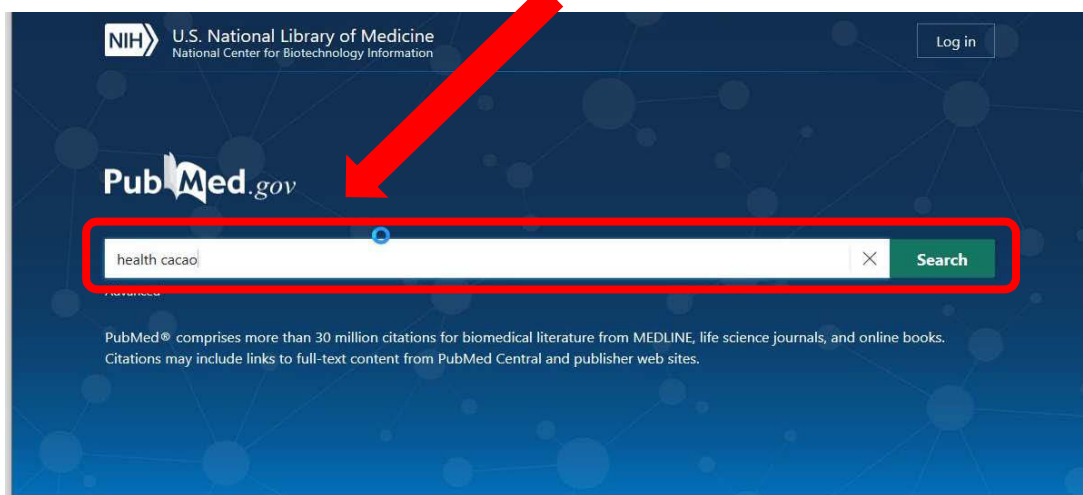 NIH U.S. National Library of Medicine
National Center for Biotechnology Information
Log in
PubMed.gov
health cacao
Search
Advanced
PubMed® comprises more than 30 million citations for biomedical literature from MEDLINE, life science journals, and online books.
Citations may include links to full-text content from PubMed Central and publisher web sites.